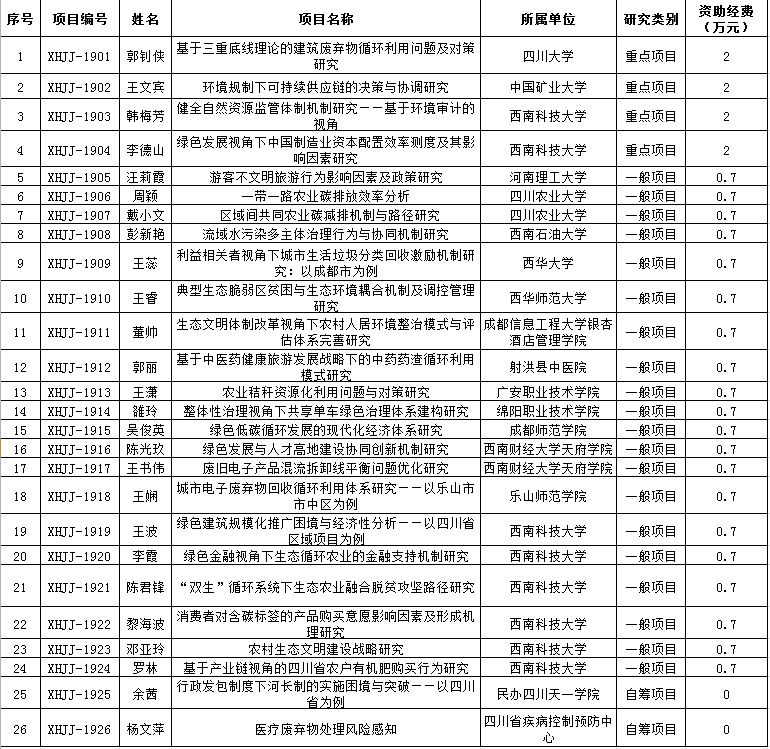 序号 项目编号 姓名 项目名称 所属单位 研究类别 资助经费
（万元）
1 XHJJ-1901 郭钊侠 基于三重底线理论的建筑废弃物循环利用问题及对策
研究 四川大学 重点项目 2
2 XHJJ-1902 王文宾 环境规制下可持续供应链的决策与协调研究 中国矿业大学 重点项目 2
3 XHJJ-1903 韩梅芳 健全自然资源监管体制机制研究——基于环境审计的
视角 西南科技大学 重点项目 2
4 XHJJ-1904 李德山 绿色发展视角下中国制造业资本配置效率测度及其影
响因素研究 西南科技大学 重点项目 2
5 XHJJ-1905 汪莉霞 游客不文明旅游行为影响因素及政策研究 河南理工大学 一般项目 0.7
6 XHJJ-1906 周颖 一带一路农业碳排放效率分析 四川农业大学 一般项目 0.7
7 XHJJ-1907 戴小文 区域间共同农业碳减排机制与路径研究 四川农业大学 一般项目 0.7
8 XHJJ-1908 彭新艳 流域水污染多主体治理行为与协同机制研究 西南石油大学 一般项目 0.7
9 XHJJ-1909 王蕊 利益相关者视角下城市生活垃圾分类回收激励机制研
究：以成都市为例 西华大学 一般项目 0.7
10 XHJJ-1910 王睿 典型生态脆弱区贫困与生态环境耦合机制及调控管理
研究 西华师范大学 一般项目 0.7
11 XHJJ-1911 董帅 生态文明体制改革视角下农村人居环境整治模式与评
估体系完善研究 成都信息工程大学银杏
酒店管理学院 一般项目 0.7
12 XHJJ-1912 郭丽 基于中医药健康旅游发展战略下的中药药渣循环利用
模式研究 射洪县中医院 一般项目 0.7
13 XHJJ-1913 王潇 农业秸秆资源化利用问题与对策研究 广安职业技术学院 一般项目 0.7
14 XHJJ-1914 雒玲 整体性治理视角下共享单车绿色治理体系建构研究 绵阳职业技术学院 一般项目 0.7
15 XHJJ-1915 吴俊英 绿色低碳循环发展的现代化经济体系研究 成都师范学院 一般项目 0.7
16 XHJJ-1916 陈光玖 绿色发展与人才高地建设协同创新机制研究 西南财经大学天府学院 一般项目 0.7
17 XHJJ-1917 王书伟 废旧电子产品混流拆卸线平衡问题优化研究 西南财经大学天府学院 一般项目 0.7
18 XHJJ-1918 王娴 城市电子废弃物回收循环利用体系研究——以乐山市
市中区为例 乐山师范学院 一般项目 0.7
19 XHJJ-1919 王波 绿色建筑规模化推广困境与经济性分析——以四川省
区域项目为例 西南科技大学 一般项目 0.7
20 XHJJ-1920 李霞 绿色金融视角下生态循环农业的金融支持机制研究 西南科技大学 一般项目 0.7
21 XHJJ-1921 陈君锋 “双生”循环系统下生态农业融合脱贫攻坚路径研究 西南科技大学 一般项目 0.7
22 XHJJ-1922 黎海波 消费者对含碳标签的产品购买意愿影响因素及形成机
理研究 西南科技大学 一般项目 0.7
23 XHJJ-1923 邓亚玲 农村生态文明建设战略研究 西南科技大学 一般项目 0.7
24 XHJJ-1924 罗林 基于产业链视角的四川省农户有机肥购买行为研究 西南科技大学 一般项目 0.7
25 XHJJ-1925 余茜 行政发包制度下河长制的实施困境与突破——以四川
省为例 民办四川天一学院 自筹项目 0
26 XHJJ-1926 杨文萍 医疗废弃物处理风险感知 四川省疾病控制预防中
心 自筹项目 0